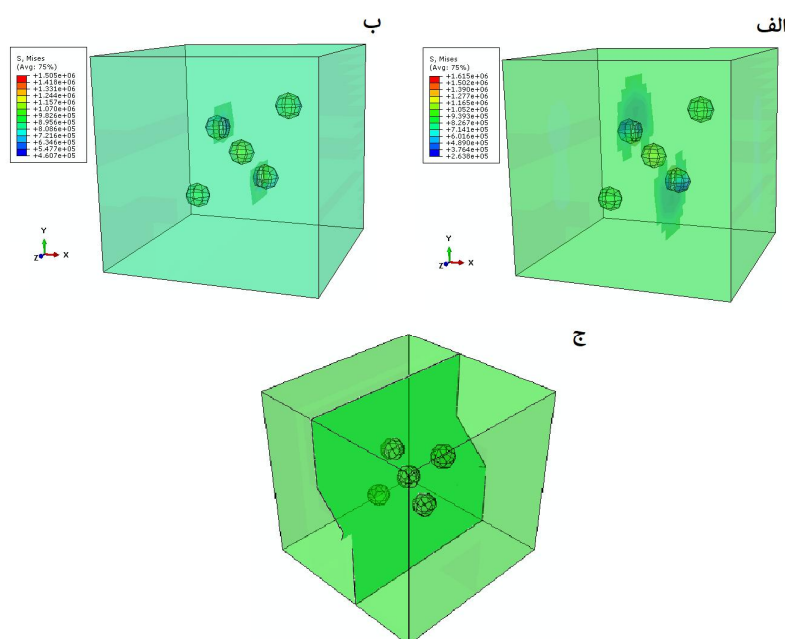 الف
S, Mises
(Avg: 75%)
+1.615e+06
+1.502e+06
+1.390e+06
+1.277e+06
+1.165e+06
+1.052e+06
+9.393e+05
+8.267e+05
+7.141e+05
+6.016e+05
+4.890e+05
+3.764e+05
+2.638e+05
Y
Z
X
ب
S, Mises
(Avg: 75%)
+1.505e+06
+1.418e+06
+1.331e+06
+1.244e+06
+1.157e+06
+1.070e+06
+9.826e+05
+8.956e+05
+8.086e+05
+7.216e+05
+6.346e+05
+5.477e+05
+4.607e+05
Y
Z
X
ج